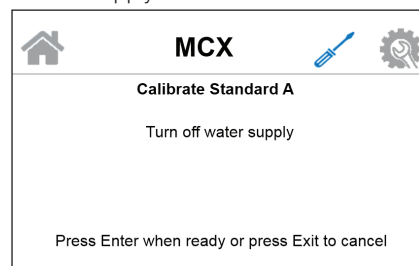 MCX
Calibrate Standard A
Turn off water supply
Press Enter when ready or press Exit to cancel